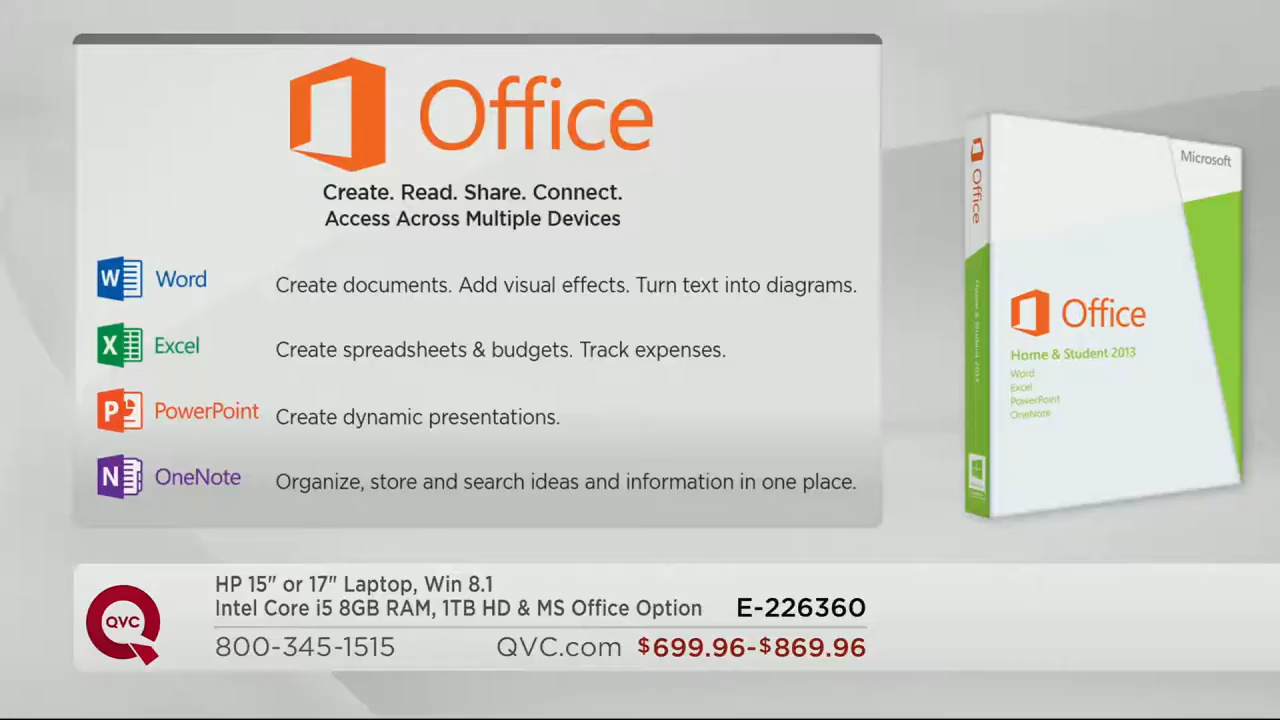 Office
Create. Read. Share. Connect.
Access Across Multiple Devices
W Word
Create documents. Add visual effects. Turn text into diagrams.
X Excel
Create spreadsheets & budgets. Track expenses.
P PowerPoint
Create dynamic presentations.
N OneNote
Organize, store and search ideas and information in one place.
Office
Home & Student 2013
Microsoft
Office
Home & Student 2013
Word
Excel
PowerPoint
OneNote
QVC
HP 15" or 17" Laptop, Win 8.1
Intel Core i5 8GB RAM, 1TB HD & MS Office Option E-226360
800-345-1515 QVC.com $699.96-$869.96